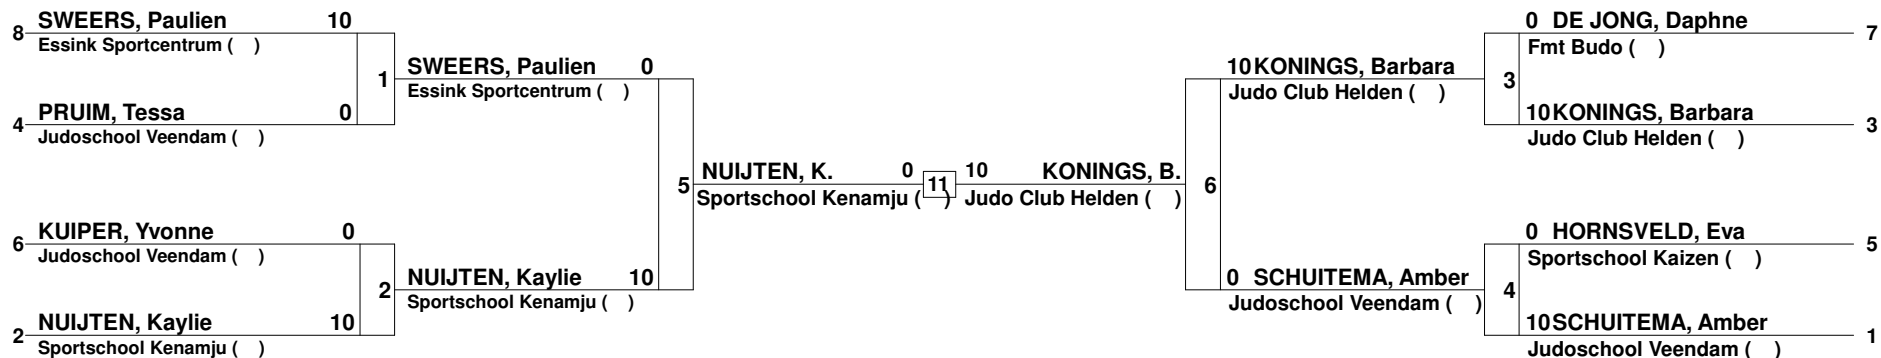 8 SWEERS, Paulien 10
Essink Sportcentrum ( )
1
4 PRUIM, Tessa 0
Judoschool Veendam ( )
SWEERS, Paulien 0
Essink Sportcentrum ( )
6 KUIPER, Yvonne 0
Judoschool Veendam ( )
2
2 NUIJTEN, Kaylie 10
Sportschool Kenamju ( )
NUIJTEN, Kaylie 10
Sportschool Kenamju ( )
5
NUIJTEN, K. 0
Sportschool Kenamju ( )
11
10 KONINGS, B.
Judo Club Helden ( )
6
10 KONINGS, Barbara
Judo Club Helden ( )
0 SCHUITEMA, Amber
Judoschool Veendam ( )
0 DE JONG, Daphne 7
Fmt Budo ( )
3
10 KONINGS, Barbara 3
Judo Club Helden ( )
0 HORNSVELD, Eva 5
Sportschool Kaizen ( )
4
10 SCHUITEMA, Amber 1
Judoschool Veendam ( )